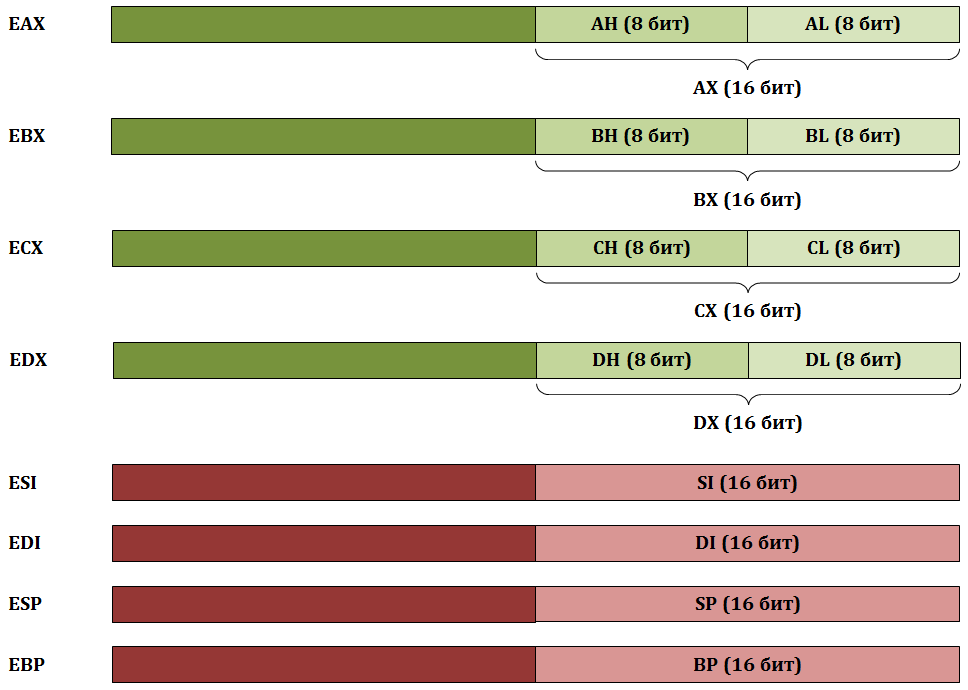 EAX AH (8 бит) AL (8 бит)
AX (16 бит)
EBX BH (8 бит) BL (8 бит)
BX (16 бит)
ECX CH (8 бит) CL (8 бит)
CX (16 бит)
EDX DH (8 бит) DL (8 бит)
DX (16 бит)
ESI SI (16 бит)
EDI DI (16 бит)
ESP SP (16 бит)
EBP BP (16 бит)